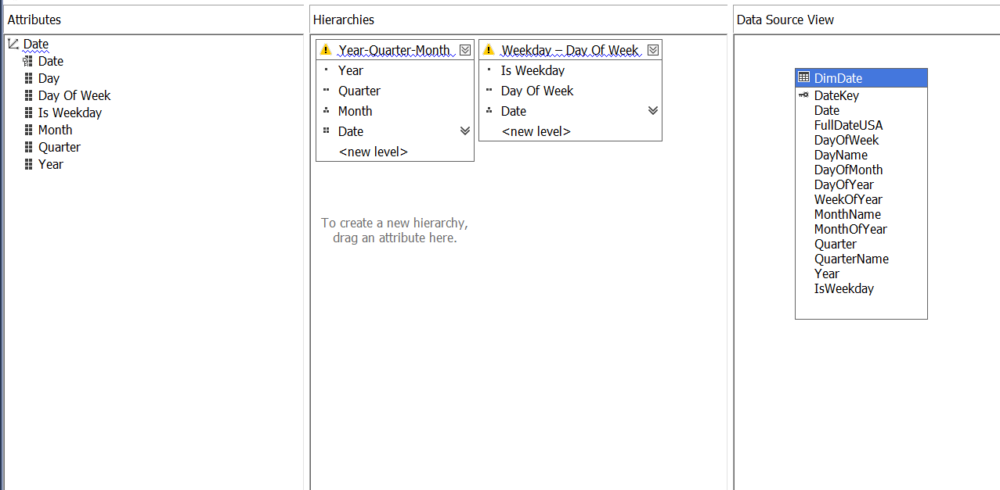 Attributes
Date
Date
Day
Day Of Week
Is Weekday
Month
Quarter
Year
Hierarchies
Year-Quarter-Month
Year
Quarter
Month
Date
<new level>
Weekday – Day Of Week
Is Weekday
Day Of Week
Date
<new level>
To create a new hierarchy,
drag an attribute here.
Data Source View
DimDate
DateKey
Date
FullDateUSA
DayOfWeek
DayName
DayOfMonth
DayOfYear
WeekOfYear
MonthName
MonthOfYear
Quarter
QuarterName
Year
IsWeekday